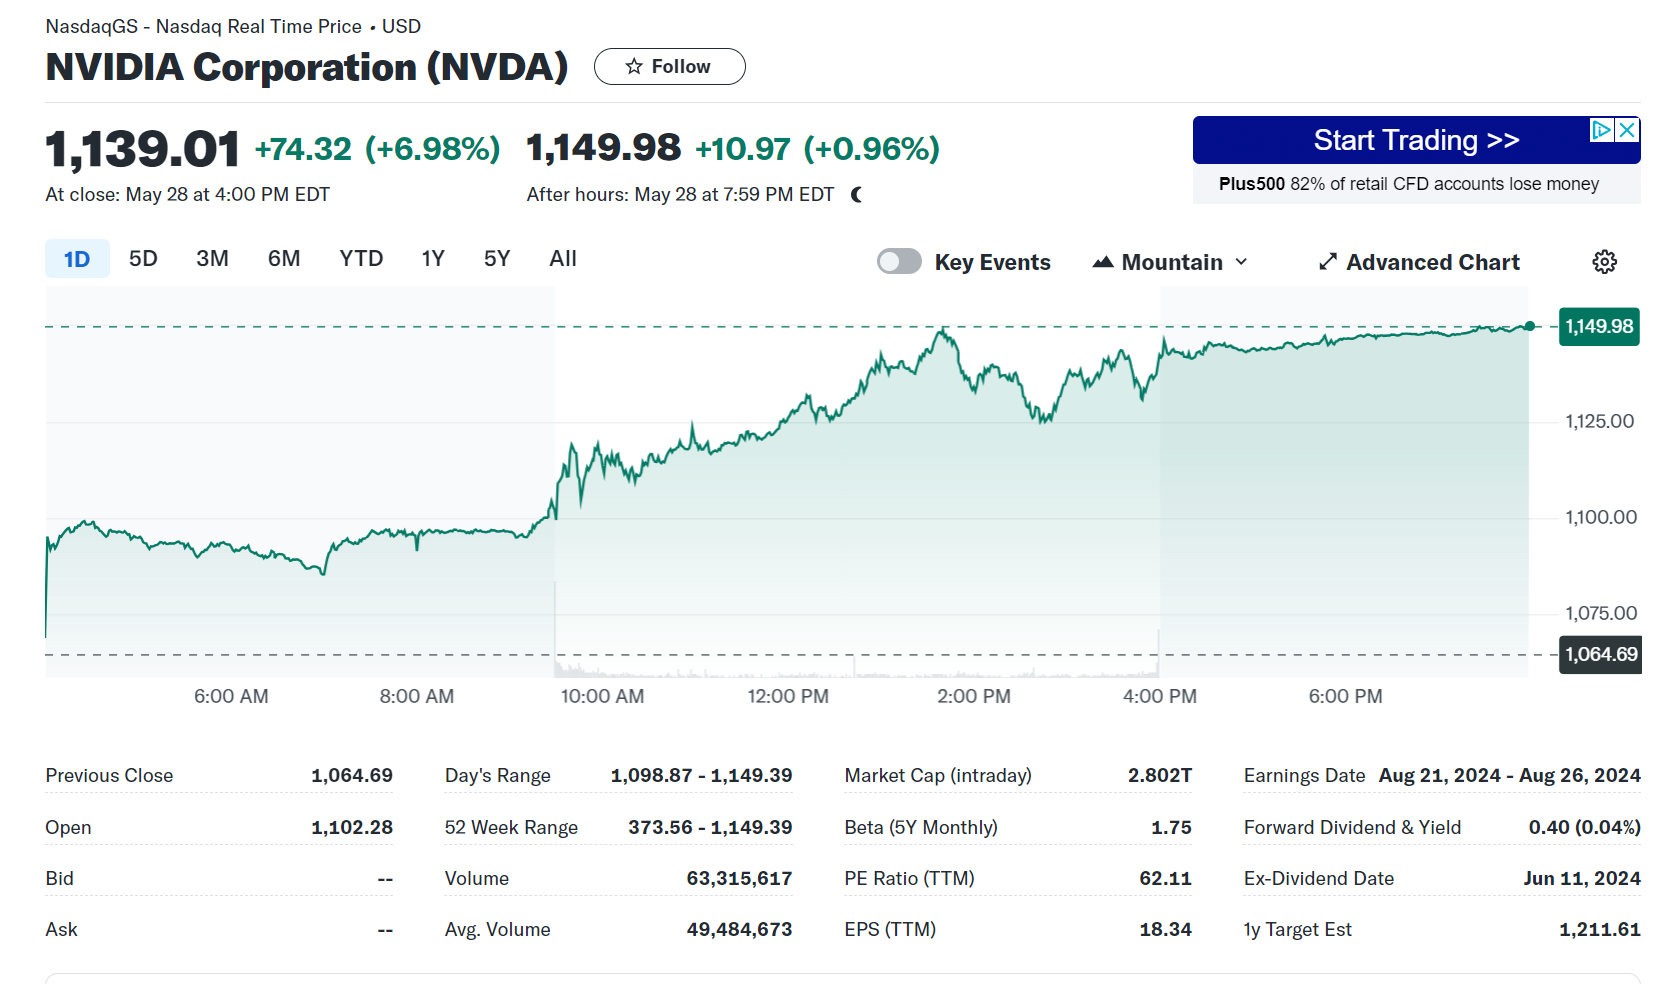 NasdaqGS - Nasdaq Real Time Price • USD
NVIDIA Corporation (NVDA)
Follow
1,139.01 +74.32 (+6.98%) 1,149.98 +10.97 (+0.96%)
At close: May 28 at 4:00 PM EDT After hours: May 28 at 7:59 PM EDT
Start Trading >>
Plus500 82% of retail CFD accounts lose money
1D 5D 3M 6M YTD 1Y 5Y All
Key Events Mountain Advanced Chart
1,149.98
1,125.00
1,100.00
1,075.00
1,064.69
6:00 AM 8:00 AM 10:00 AM 12:00 PM 2:00 PM 4:00 PM 6:00 PM
Previous Close 1,064.69 Day's Range 1,098.87 - 1,149.39 Market Cap (intraday) 2.802T Earnings Date Aug 21, 2024 - Aug 26, 2024
Open 1,102.28 52 Week Range 373.56 - 1,149.39 Beta (5Y Monthly) 1.75 Forward Dividend & Yield 0.40 (0.04%)
Bid -- Volume 63,315,617 PE Ratio (TTM) 62.11 Ex-Dividend Date Jun 11, 2024
Ask -- Avg. Volume 49,484,673 EPS (TTM) 18.34 1y Target Est 1,211.61